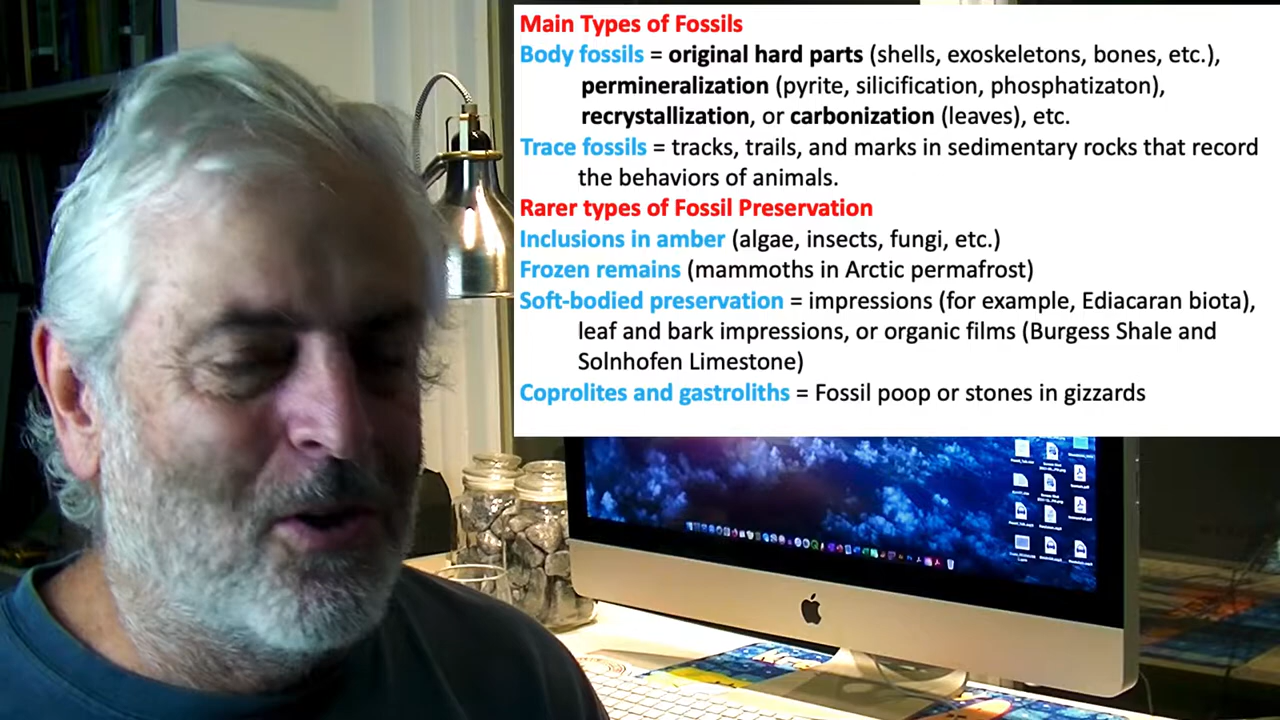 Main Types of Fossils
Body fossils = original hard parts (shells, exoskeletons, bones, etc.),
permineralization (pyrite, silicification, phosphatizaton),
recrystallization, or carbonization (leaves), etc.
Trace fossils = tracks, trails, and marks in sedimentary rocks that record
the behaviors of animals.
Rarer types of Fossil Preservation
Inclusions in amber (algae, insects, fungi, etc.)
Frozen remains (mammoths in Arctic permafrost)
Soft-bodied preservation = impressions (for example, Ediacaran biota),
leaf and bark impressions, or organic films (Burgess Shale and
Solnhofen Limestone)
Coprolites and gastroliths = Fossil poop or stones in gizzards